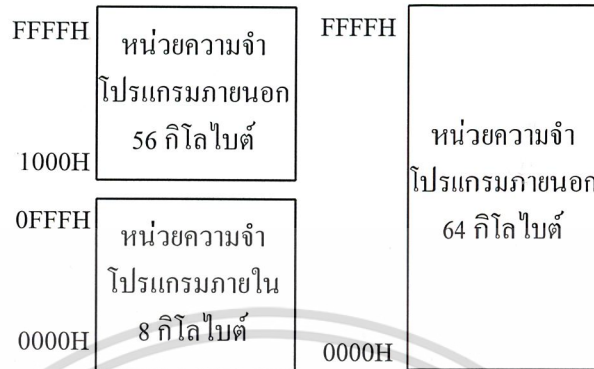 FFFFH
หน่วยความจำ
โปรแกรมภายนอก
56 กิโลไบต์
1000H
0FFFH
หน่วยความจำ
โปรแกรมภายใน
8 กิโลไบต์
0000H
FFFFH
หน่วยความจำ
โปรแกรมภายนอก
64 กิโลไบต์
0000H